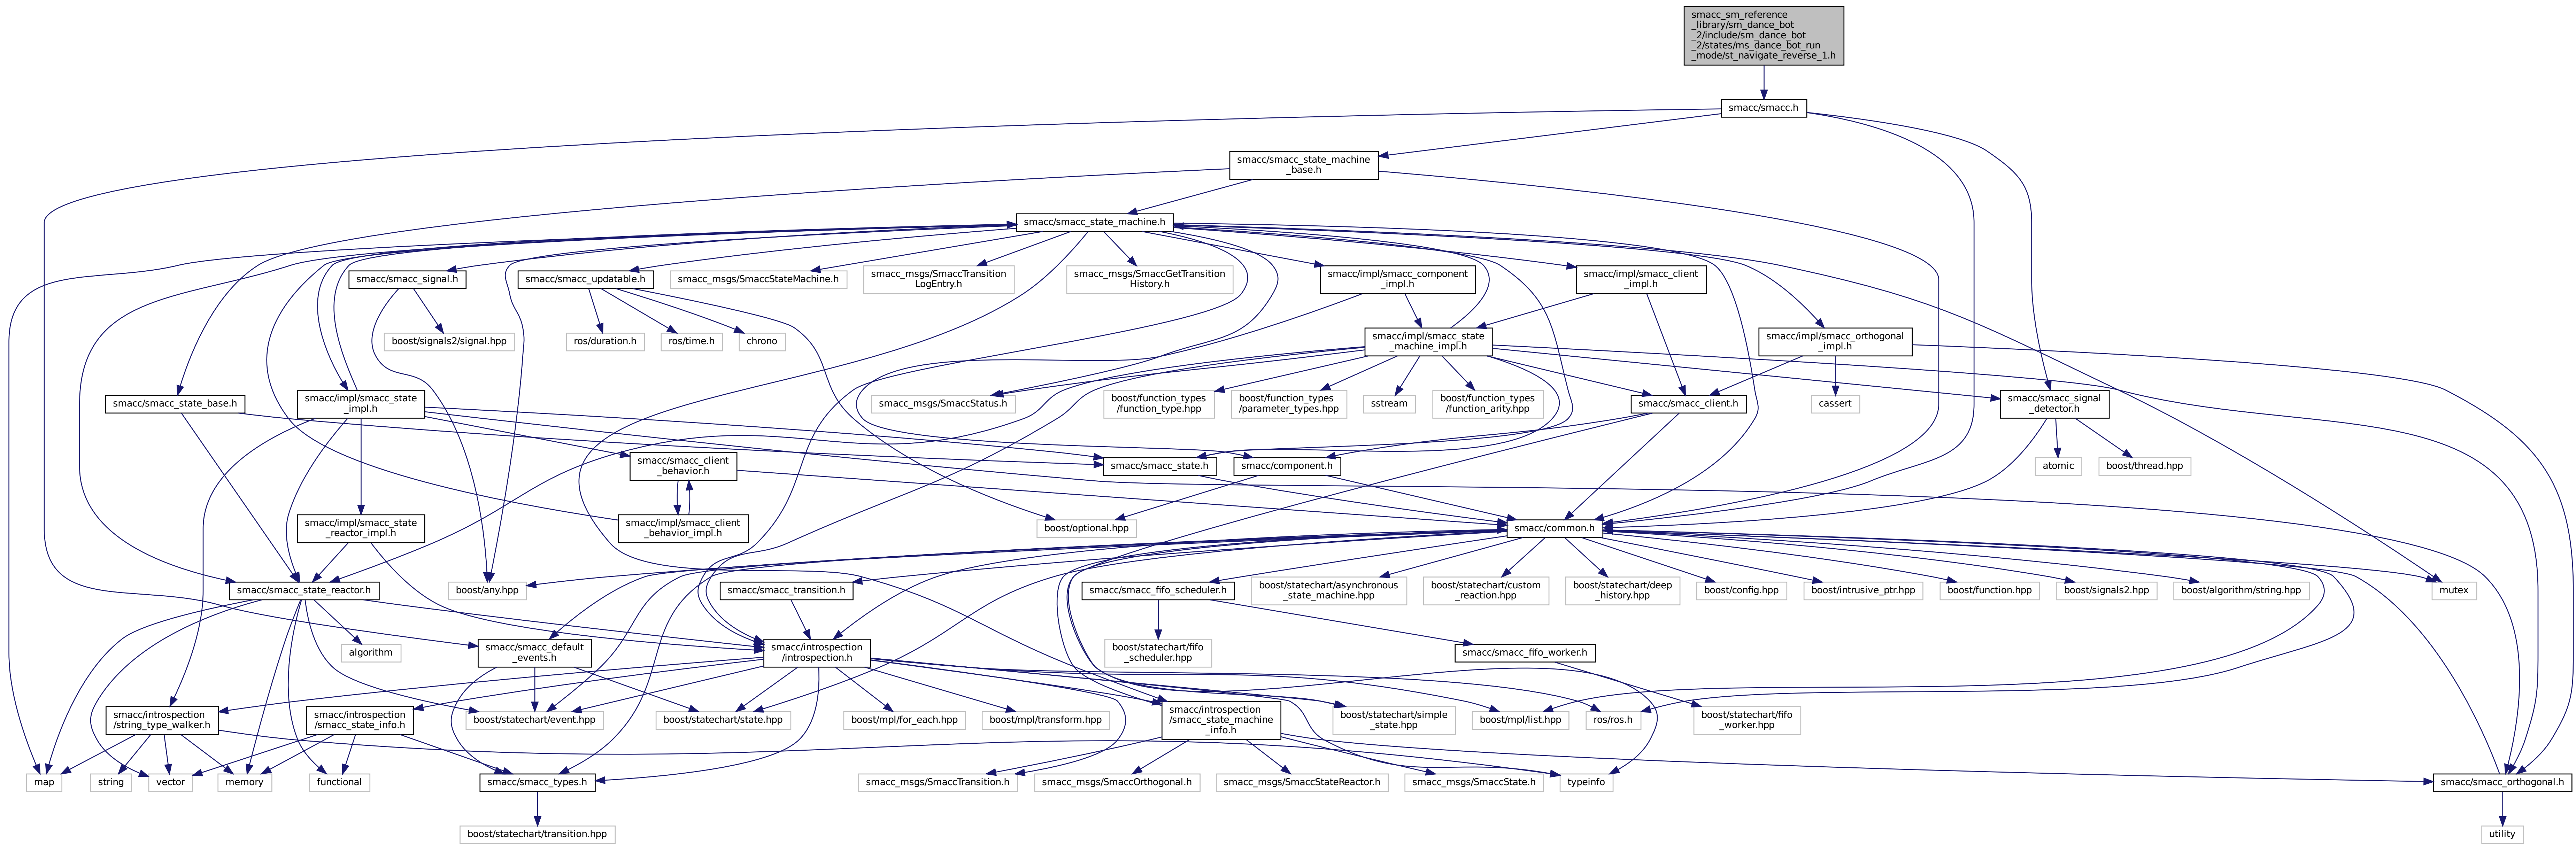 smacc_sm_reference
_library/sm_dance_bot
_2/include/sm_dance_bot
_2/states/ms_dance_bot_run
_mode/st_navigate_reverse_1.h
smacc/smacc.h
smacc/smacc_state_machine
_base.h
smacc/smacc_state_machine.h
smacc/smacc_signal.h
smacc/smacc_updatable.h
smacc_msgs/SmaccStateMachine.h
smacc_msgs/SmaccTransition
LogEntry.h
smacc_msgs/SmaccGetTransition
History.h
smacc/impl/smacc_component
_impl.h
smacc/impl/smacc_client
_impl.h
boost/signals2/signal.hpp
ros/duration.h
ros/time.h
chrono
smacc/impl/smacc_state
_machine_impl.h
smacc/impl/smacc_orthogonal
_impl.h
smacc/smacc_state_base.h
smacc/impl/smacc_state
_impl.h
smacc_msgs/SmaccStatus.h
boost/function_types
/function_type.hpp
boost/function_types
/parameter_types.hpp
sstream
boost/function_types
/function_arity.hpp
smacc/smacc_client.h
cassert
smacc/smacc_signal
_detector.h
smacc/smacc_client
_behavior.h
smacc/smacc_state.h
smacc/component.h
atomic
boost/thread.hpp
smacc/impl/smacc_state
_reactor_impl.h
smacc/impl/smacc_client
_behavior_impl.h
boost/optional.hpp
smacc/common.h
smacc/smacc_state_reactor.h
boost/any.hpp
smacc/smacc_transition.h
smacc/smacc_fifo_scheduler.h
boost/statechart/asynchronous
_state_machine.hpp
boost/statechart/custom
_reaction.hpp
boost/statechart/deep
_history.hpp
boost/config.hpp
boost/intrusive_ptr.hpp
boost/function.hpp
boost/signals2.hpp
boost/algorithm/string.hpp
mutex
algorithm
smacc/smacc_default
_events.h
smacc/introspection
/introspection.h
boost/statechart/fifo
_scheduler.hpp
smacc/smacc_fifo_worker.h
smacc/introspection
/string_type_walker.h
smacc/introspection
/smacc_state_info.h
boost/statechart/event.hpp
boost/statechart/state.hpp
boost/mpl/for_each.hpp
boost/mpl/transform.hpp
smacc/introspection
/smacc_state_machine
_info.h
boost/statechart/simple
_state.hpp
boost/mpl/list.hpp
ros/ros.h
boost/statechart/fifo
_worker.hpp
map
string
vector
memory
functional
smacc/smacc_types.h
smacc_msgs/SmaccTransition.h
smacc_msgs/SmaccOrthogonal.h
smacc_msgs/SmaccStateReactor.h
smacc_msgs/SmaccState.h
typeinfo
smacc/smacc_orthogonal.h
boost/statechart/transition.hpp
utility